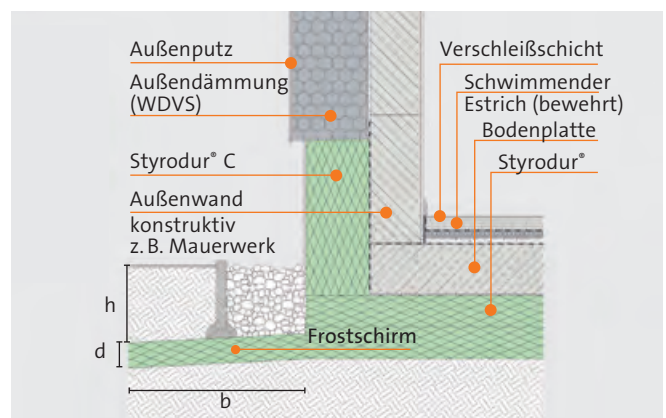 Außenputz
Außendämmung
(WDVS)
Styrodur® C
Außenwand
konstruktiv
z. B. Mauerwerk
Verschleißschicht
Schwimmender
Estrich (bewehrt)
Bodenplatte
Styrodur®
h
Frostschirm
d
b